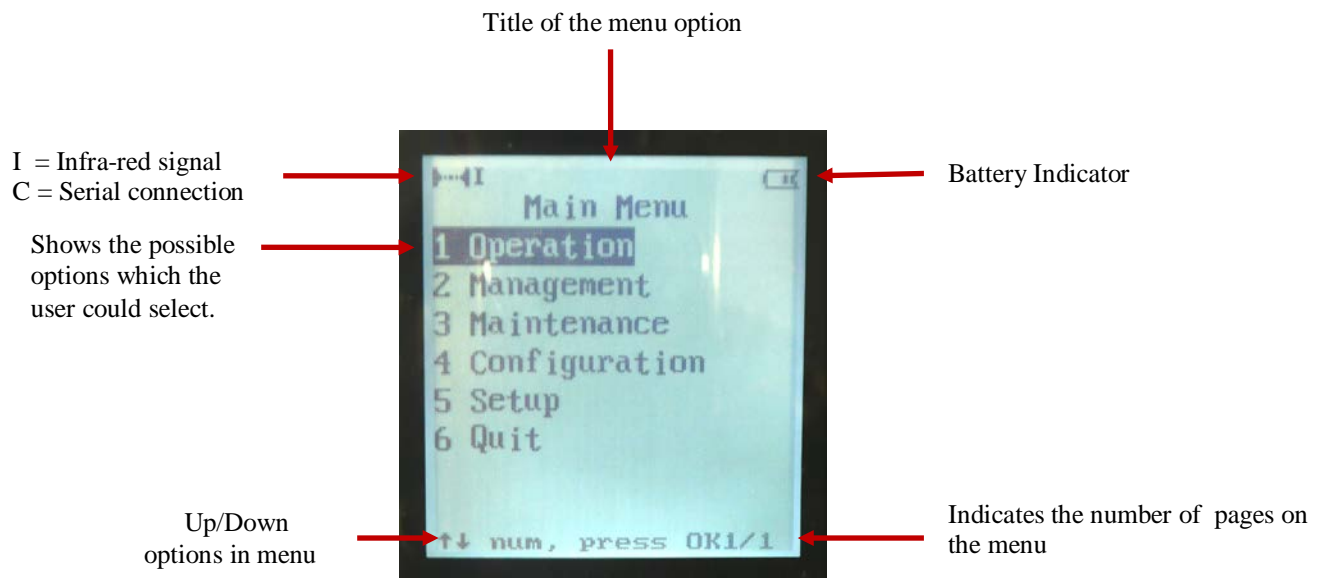 Title of the menu option
I = Infra-red signal
C = Serial connection
Battery Indicator
Shows the possible
options which the
user could select.
I
Main Menu
1 Operation
2 Management
3 Maintenance
4 Configuration
5 Setup
6 Quit
↑↓ num, press OK1/1
Up/Down
options in menu
Indicates the number of pages on
the menu